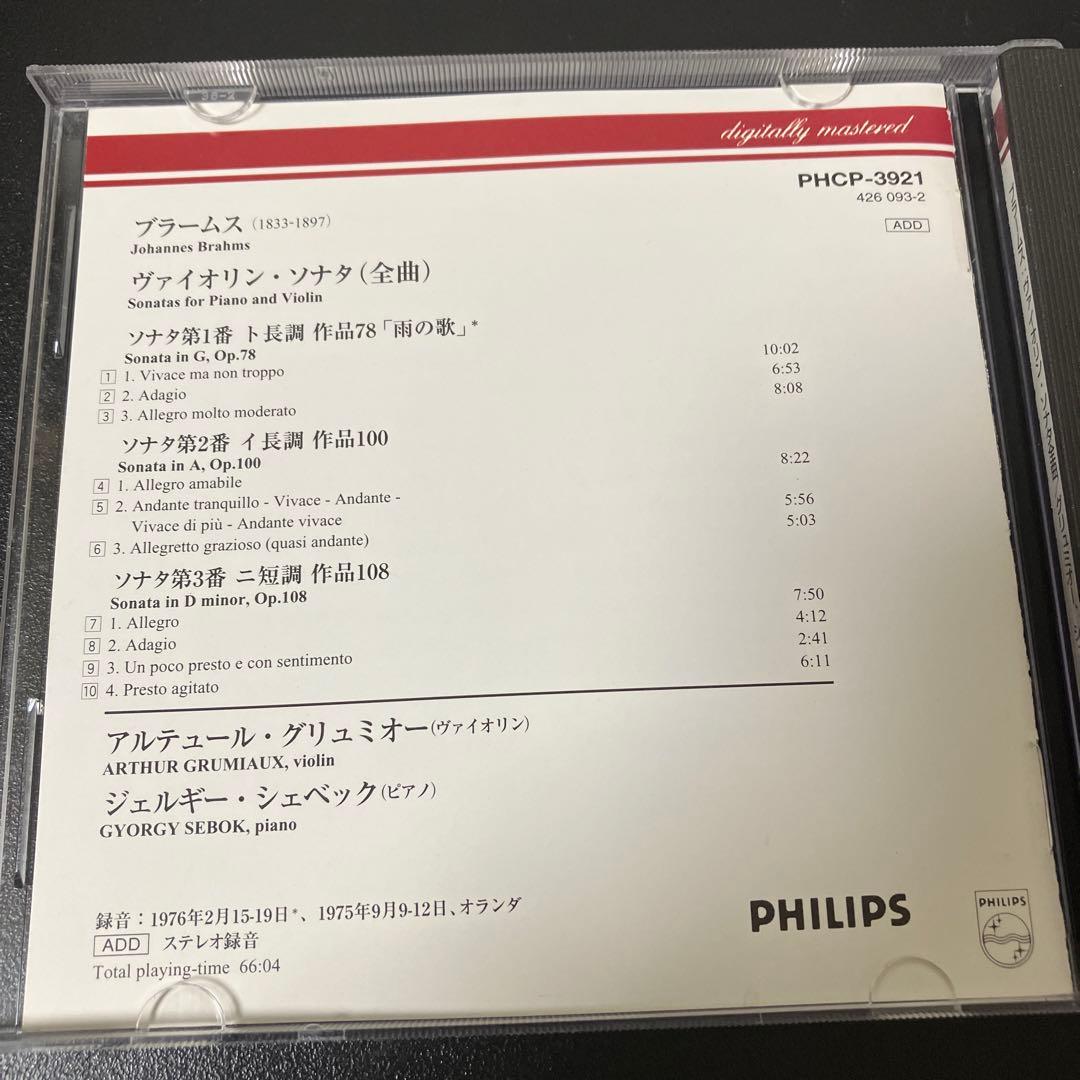 digitally mastered
PHCP-3921
426 093-2
ADD
ブラームス (1833-1897)
Johannes Brahms
ヴァイオリン・ソナタ(全曲)
Sonatas for Piano and Violin
ソナタ第1番 ト長調 作品78「雨の歌」*
Sonata in G, Op.78
1 1. Vivace ma non troppo 10:02
2 2. Adagio 6:53
3 3. Allegro molto moderato 8:08
ソナタ第2番 イ長調 作品100
Sonata in A, Op.100
4 1. Allegro amabile 8:22
5 2. Andante tranquillo - Vivace - Andante -
Vivace di più - Andante vivace 5:56
6 3. Allegretto grazioso (quasi andante) 5:03
ソナタ第3番 ニ短調 作品108
Sonata in D minor, Op.108
7 1. Allegro 7:50
8 2. Adagio 4:12
9 3. Un poco presto e con sentimento 2:41
10 4. Presto agitato 6:11
アルテュール・グリュミオー(ヴァイオリン)
ARTHUR GRUMIAUX, violin
ジェルギー・シェベック(ピアノ)
GYORGY SEBOK, piano
録音：1976年2月15-19日*、1975年9月9-12日、オランダ
ADD ステレオ録音
Total playing-time 66:04
PHILIPS
PHILIPS